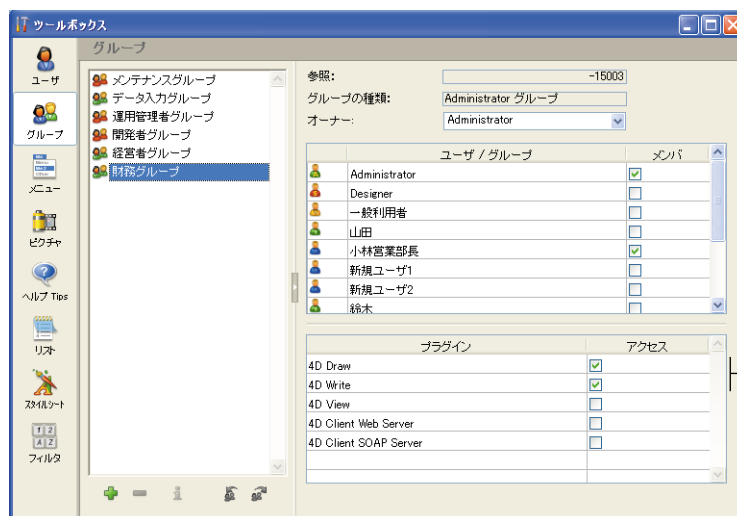 ツールボックス
グループ
ユーザ
グループ
メニュー
ピクチャ
ヘルプ Tips
リスト
スタイルシート
フィルタ
メンテナンスグループ
データ入力グループ
運用管理者グループ
開発者グループ
経営者グループ
財務グループ
参照: -15003
グループの種類: Administrator グループ
オーナー: Administrator
ユーザ / グループ メンバ
Administrator
Designer
一般利用者
山田
小林営業部長
新規ユーザ1
新規ユーザ2
鈴木
プラグイン アクセス
4D Draw
4D Write
4D View
4D Client Web Server
4D Client SOAP Server